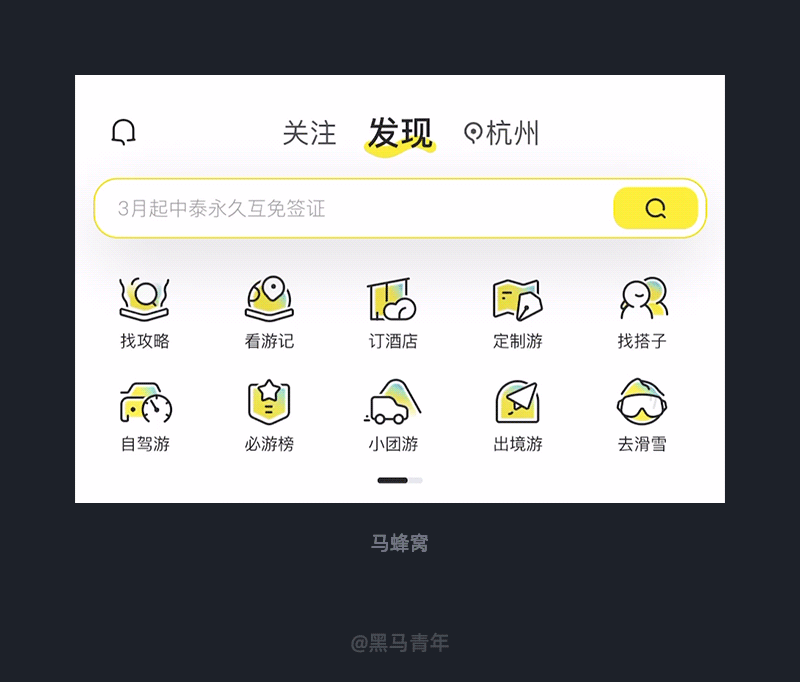 关注 发现 杭州
3月起中泰永久互免签证
找攻略 看游记 订酒店 定制游 找搭子
自驾游 必游榜 小团游 出境游 去滑雪
马蜂窝
@黑马青年